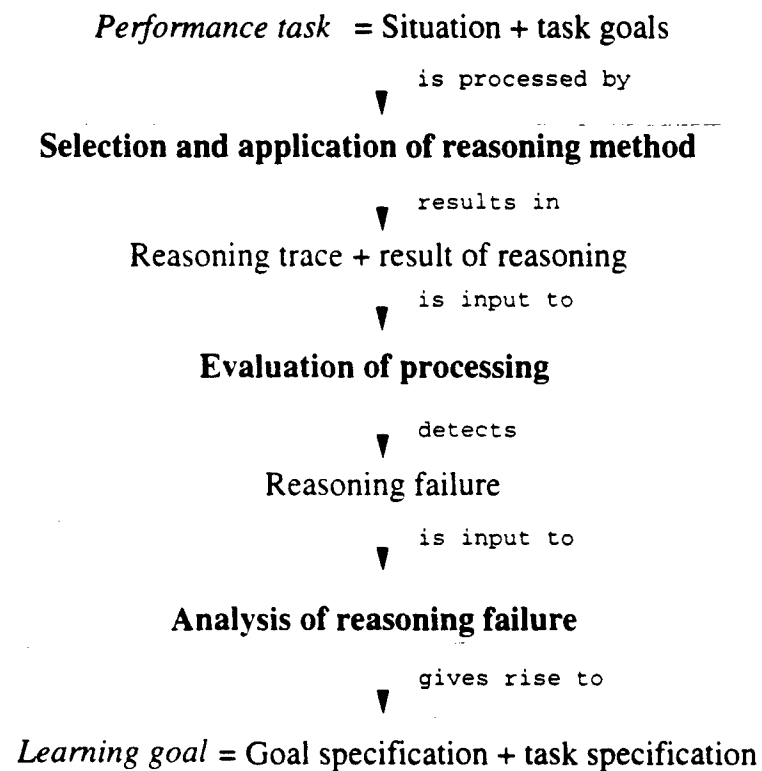 Performance task = Situation + task goals
is processed by
Selection and application of reasoning method
results in
Reasoning trace + result of reasoning
is input to
Evaluation of processing
detects
Reasoning failure
is input to
Analysis of reasoning failure
gives rise to
Learning goal = Goal specification + task specification